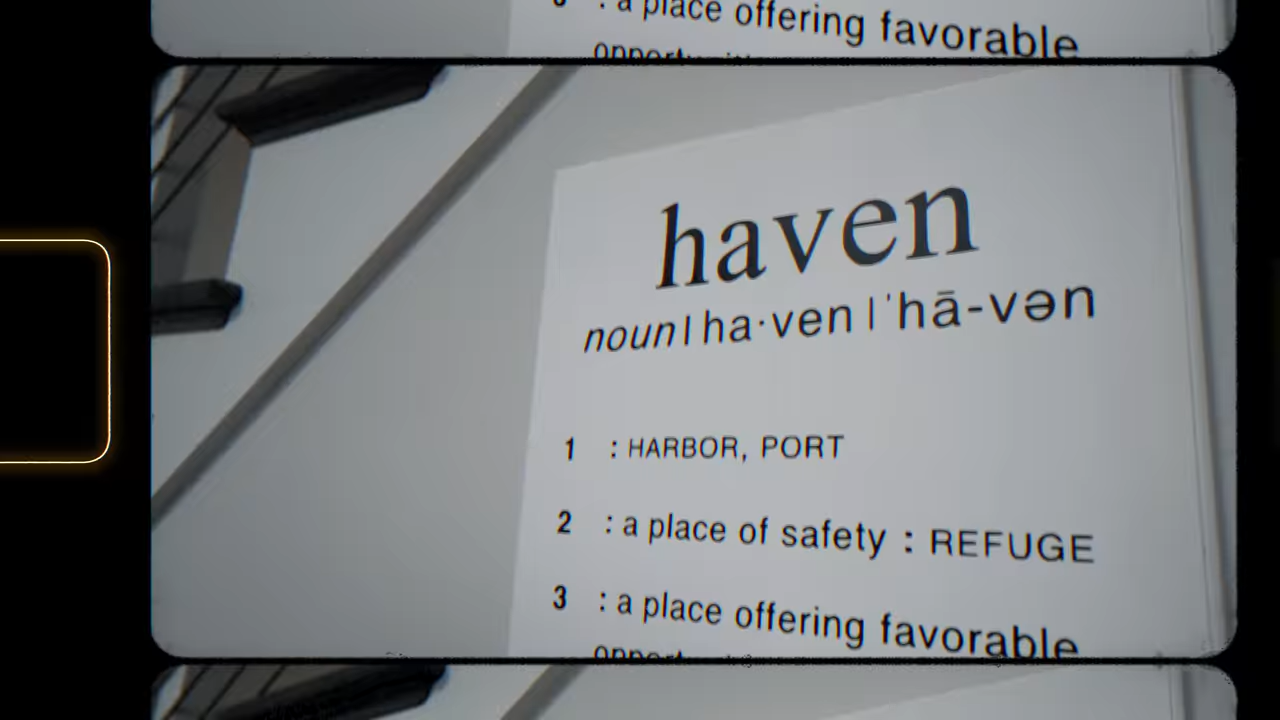 : a place offering favorable
haven
noun | ha·ven | ˈhā-vən
1 : HARBOR, PORT
2 : a place of safety : REFUGE
3 : a place offering favorable